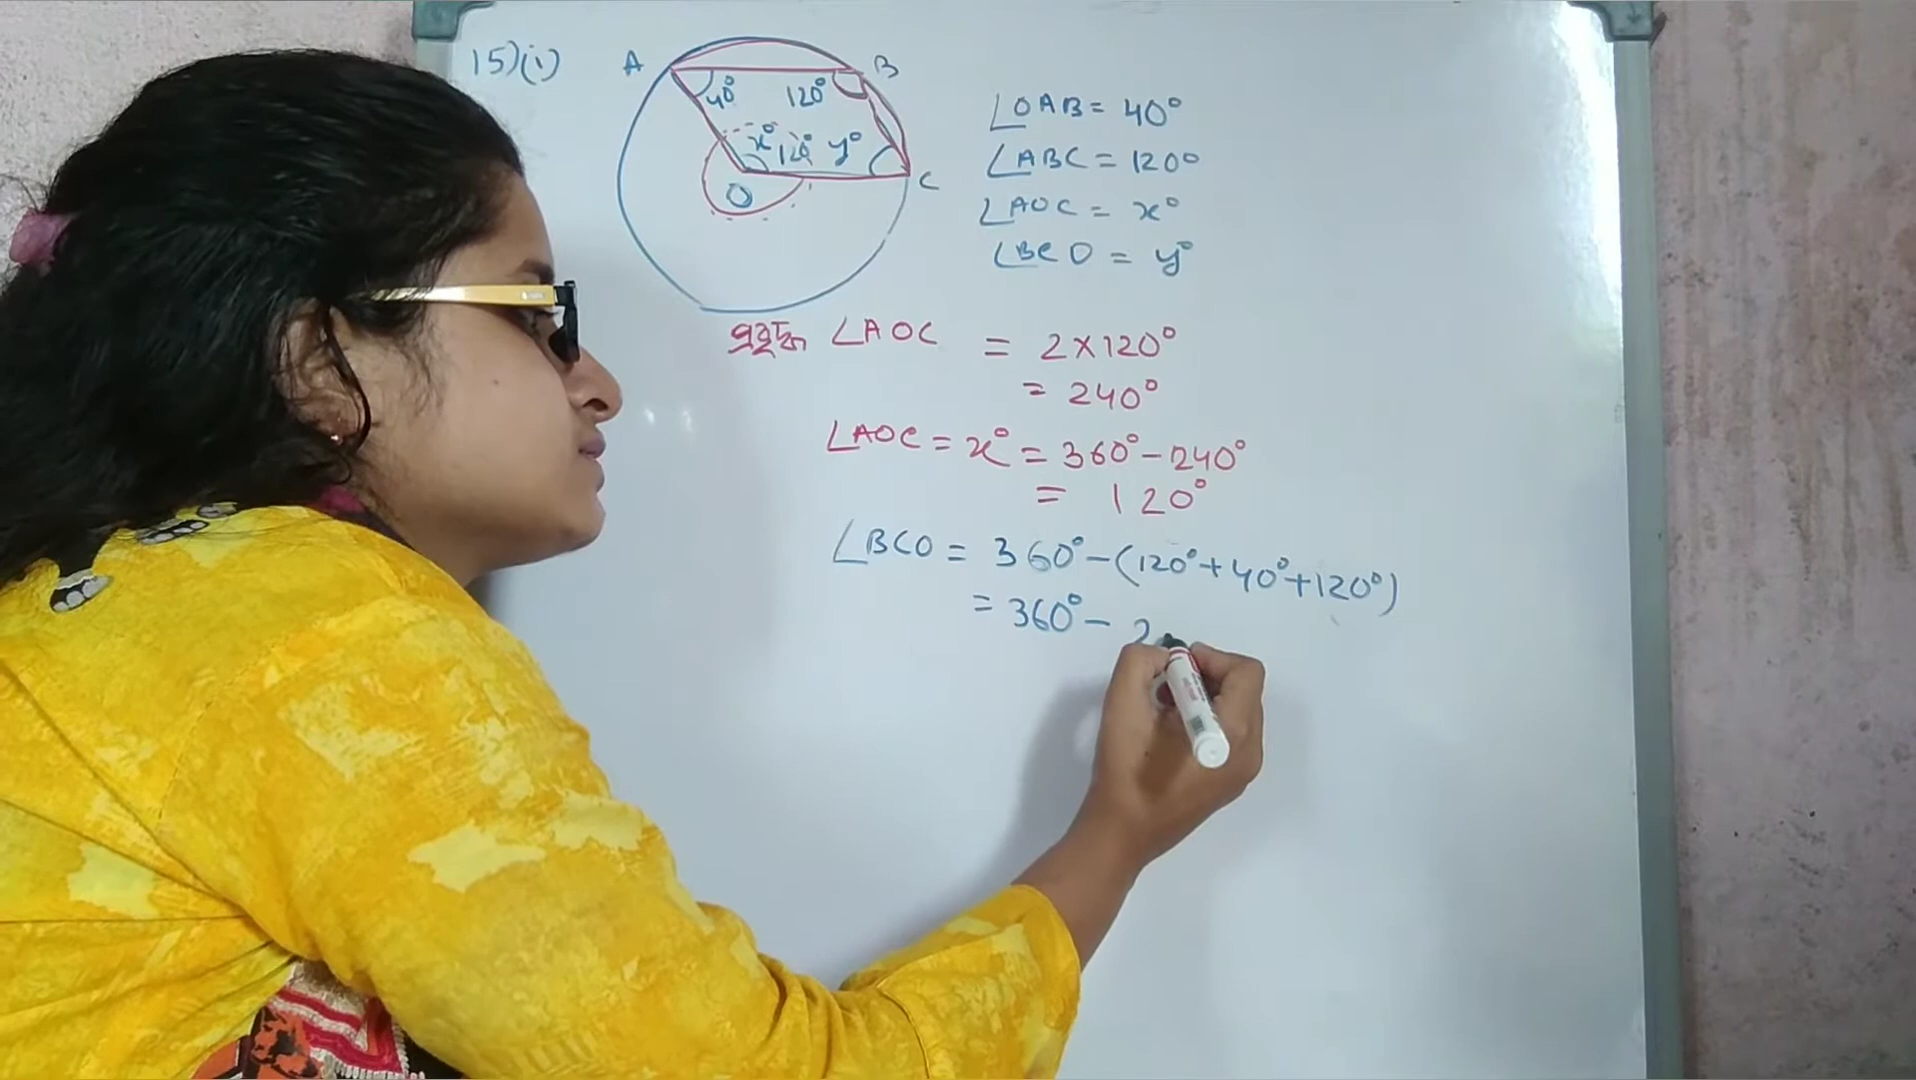 15)(i)
A
B
40°
120°
x°
120°
y°
O
C
∠OAB = 40°
∠ABC = 120°
∠AOC = x°
∠BCO = y°
প্রবৃদ্ধ ∠AOC = 2×120°
= 240°
∠AOC = x° = 360° - 240°
= 120°
∠BCO = 360° - (120° + 40° + 120°)
= 360° - 2